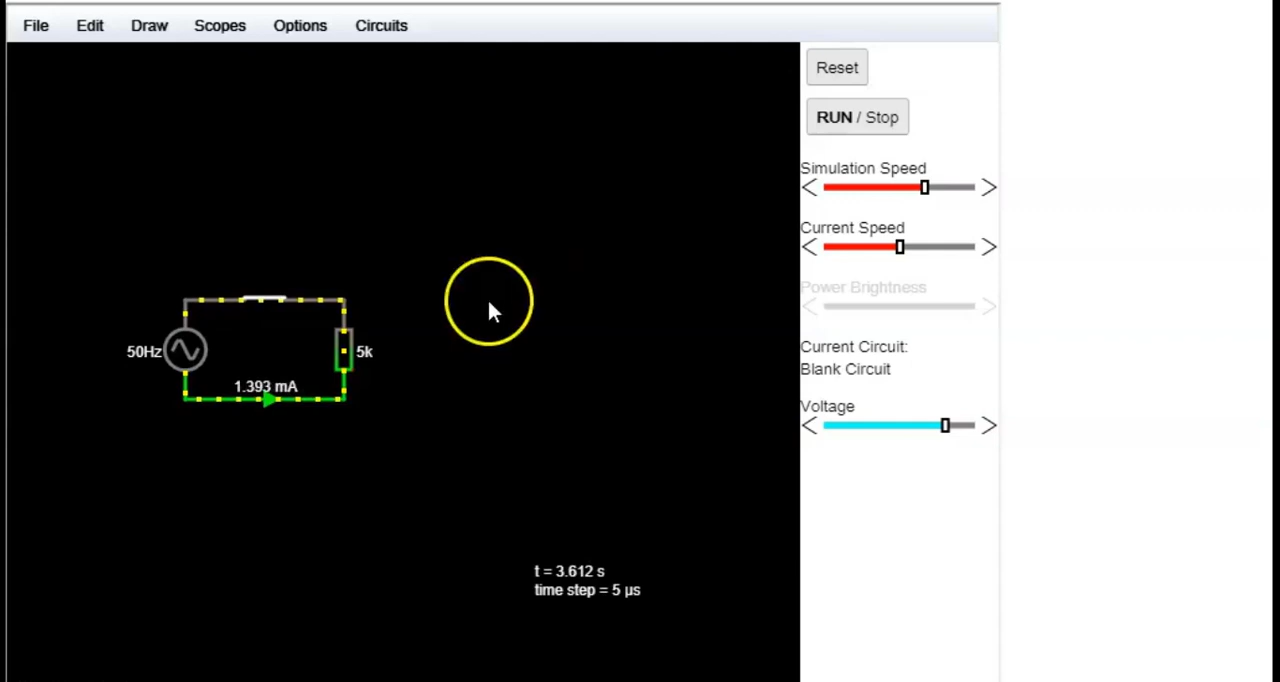 File Edit Draw Scopes Options Circuits
Reset
RUN / Stop
Simulation Speed
Current Speed
Power Brightness
Current Circuit:
Blank Circuit
Voltage
50Hz
5k
1.393 mA
t = 3.612 s
time step = 5 µs